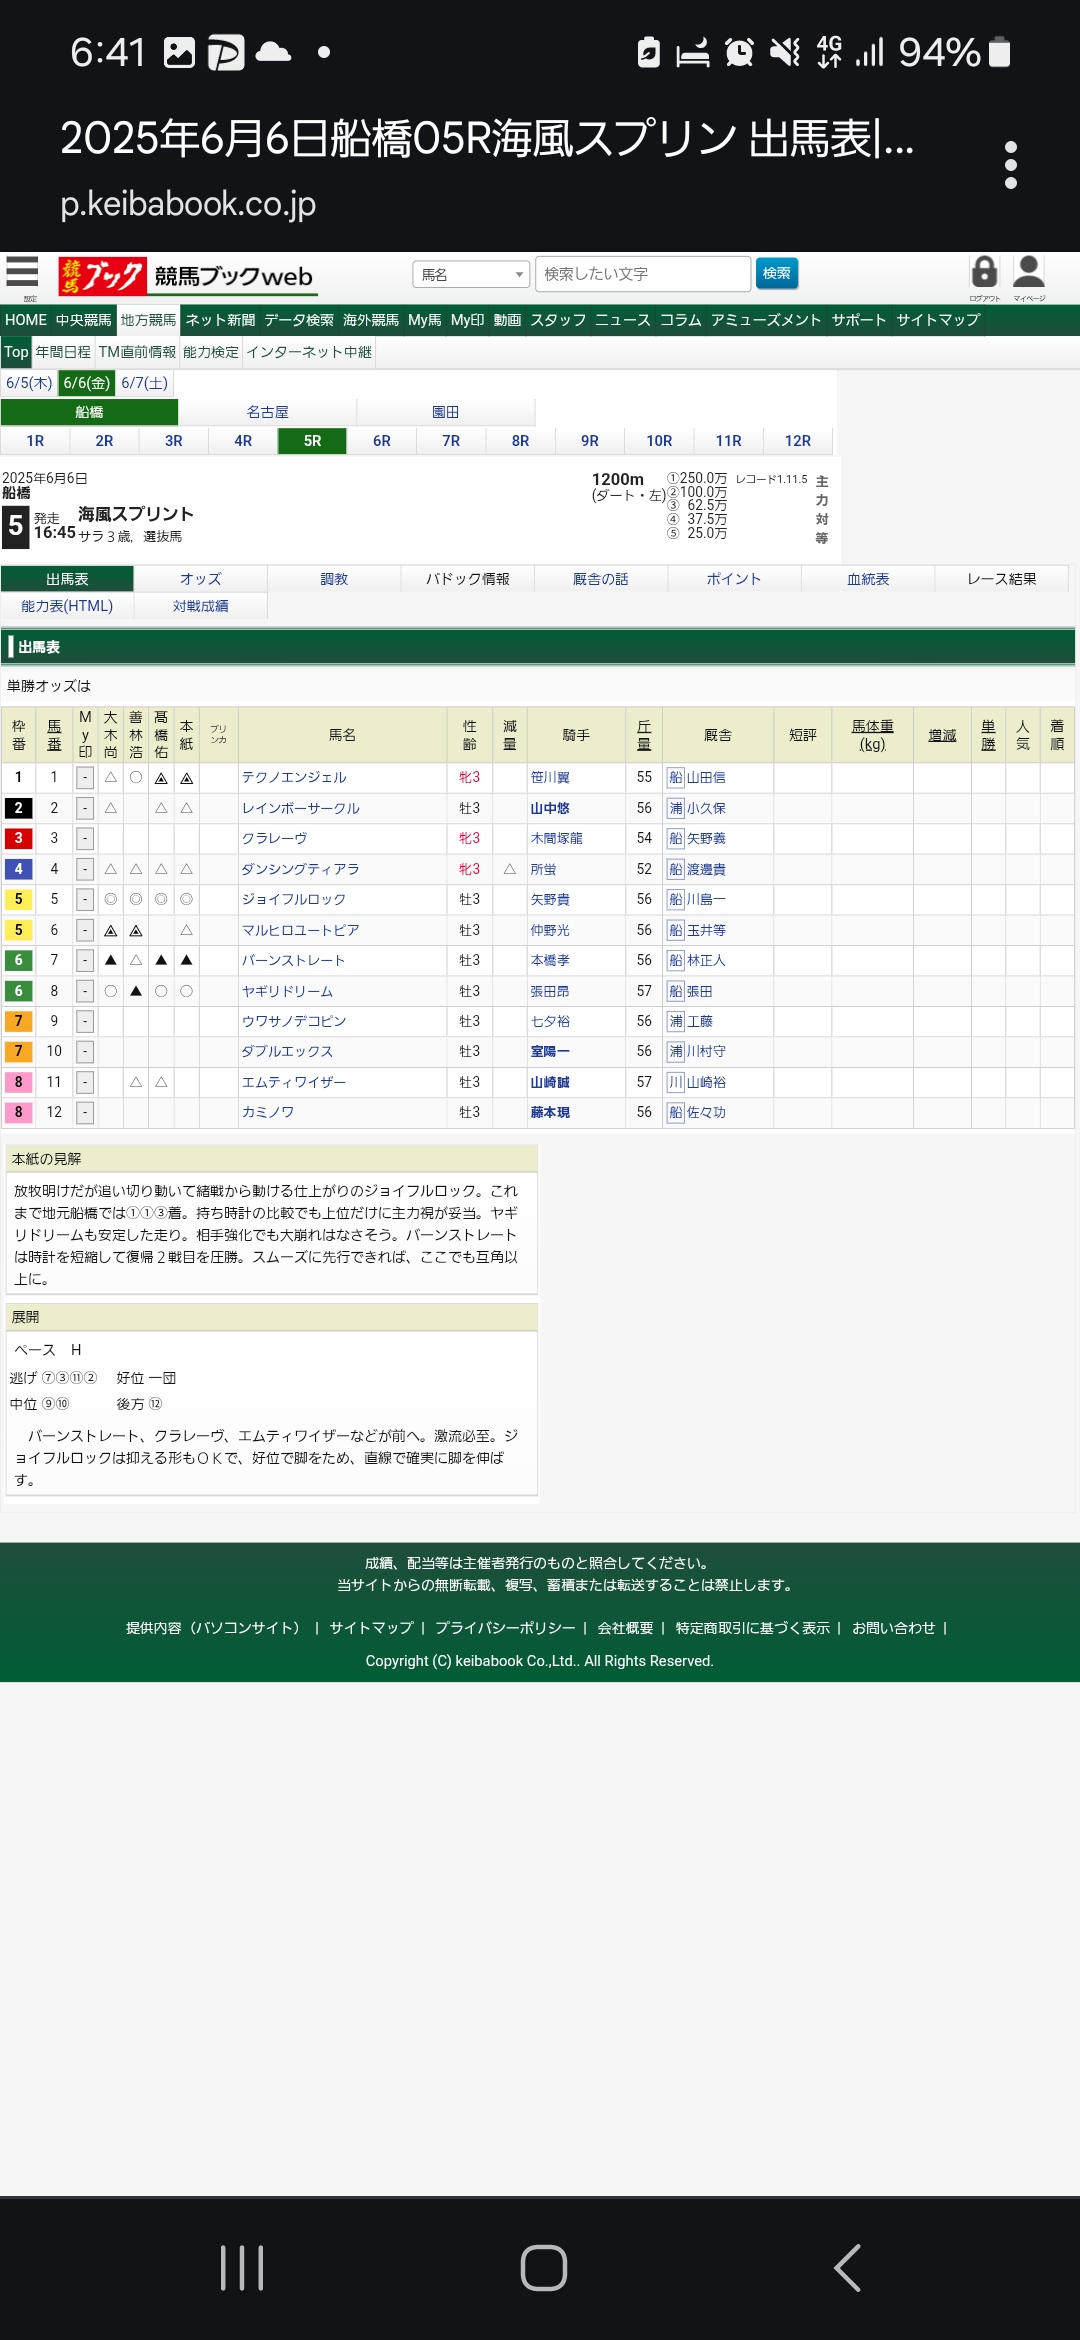 6:41
4G 94%
2025年6月6日船橋05R海風スプリン 出馬表|...
p.keibabook.co.jp
設定
競馬ブック 競馬ブックweb 馬名 検索したい文字 検索 ログアウト マイページ
HOME 中央競馬 地方競馬 ネット新聞 データ検索 海外競馬 My馬 My印 動画 スタッフ ニュース コラム アミューズメント サポート サイトマップ
Top 年間日程 TM直前情報 能力検定 インターネット中継
6/5(木) 6/6(金) 6/7(土)
船橋 名古屋 園田
1R 2R 3R 4R 5R 6R 7R 8R 9R 10R 11R 12R
2025年6月6日
船橋
5 発走 16:45
海風スプリント
サラ３歳, 選抜馬
1200m
(ダート・左)
①250.0万
②100.0万
③ 62.5万
④ 37.5万
⑤ 25.0万
レコード1.11.5
主力対等
出馬表 オッズ 調教 パドック情報 厩舎の話 ポイント 血統表 レース結果
能力表(HTML) 対戦成績
出馬表
単勝オッズは
枠番 馬番 My印 大木尚 善林浩 髙橋佑 本紙 ブリンカ 馬名 性齢 減量 騎手 斤量 厩舎 短評 馬体重(kg) 増減 単勝 人気 着順
1 1 - △ ○ ▲ ▲ テクノエンジェル 牝3 笹川翼 55 船 山田信
2 2 - △ △ △ レインボーサークル 牡3 山中悠 56 浦 小久保
3 3 - クラレーヴ 牝3 木間塚龍 54 船 矢野義
4 4 - △ △ △ △ ダンシングティアラ 牝3 △ 所蛍 52 船 渡邉貴
5 5 - ◎ ◎ ◎ ◎ ジョイフルロック 牡3 矢野貴 56 船 川島一
5 6 - ▲ ▲ △ マルヒロユートピア 牡3 仲野光 56 船 玉井等
6 7 - ▲ △ ▲ ▲ バーンストレート 牡3 本橋孝 56 船 林正人
6 8 - ○ ▲ ○ ○ ヤギリドリーム 牡3 張田昂 57 船 張田
7 9 - ウワサノデコピン 牡3 七夕裕 56 浦 工藤
7 10 - ダブルエックス 牡3 室陽一 56 浦 川村守
8 11 - △ △ エムティワイザー 牡3 山崎誠 57 川 山崎裕
8 12 - カミノワ 牡3 藤本現 56 船 佐々功
本紙の見解
放牧明けだが追い切り動いて緒戦から動ける仕上がりのジョイフルロック。これ
まで地元船橋では①①③着。持ち時計の比較でも上位だけに主力視が妥当。ヤギ
リドリームも安定した走り。相手強化でも大崩れはなさそう。バーンストレート
は時計を短縮して復帰２戦目を圧勝。スムーズに先行できれば、ここでも互角以
上に。
展開
ペース H
逃げ ⑦③⑪② 好位 一団
中位 ⑨⑩ 後方 ⑫
バーンストレート、クラレーヴ、エムティワイザーなどが前へ。激流必至。ジ
ョイフルロックは抑える形もＯＫで、好位で脚をため、直線で確実に脚を伸ば
す。
成績、配当等は主催者発行のものと照合してください。
当サイトからの無断転載、複写、蓄積または転送することは禁止します。
提供内容（パソコンサイト） | サイトマップ | プライバシーポリシー | 会社概要 | 特定商取引に基づく表示 | お問い合わせ |
Copyright (C) keibabook Co.,Ltd.. All Rights Reserved.